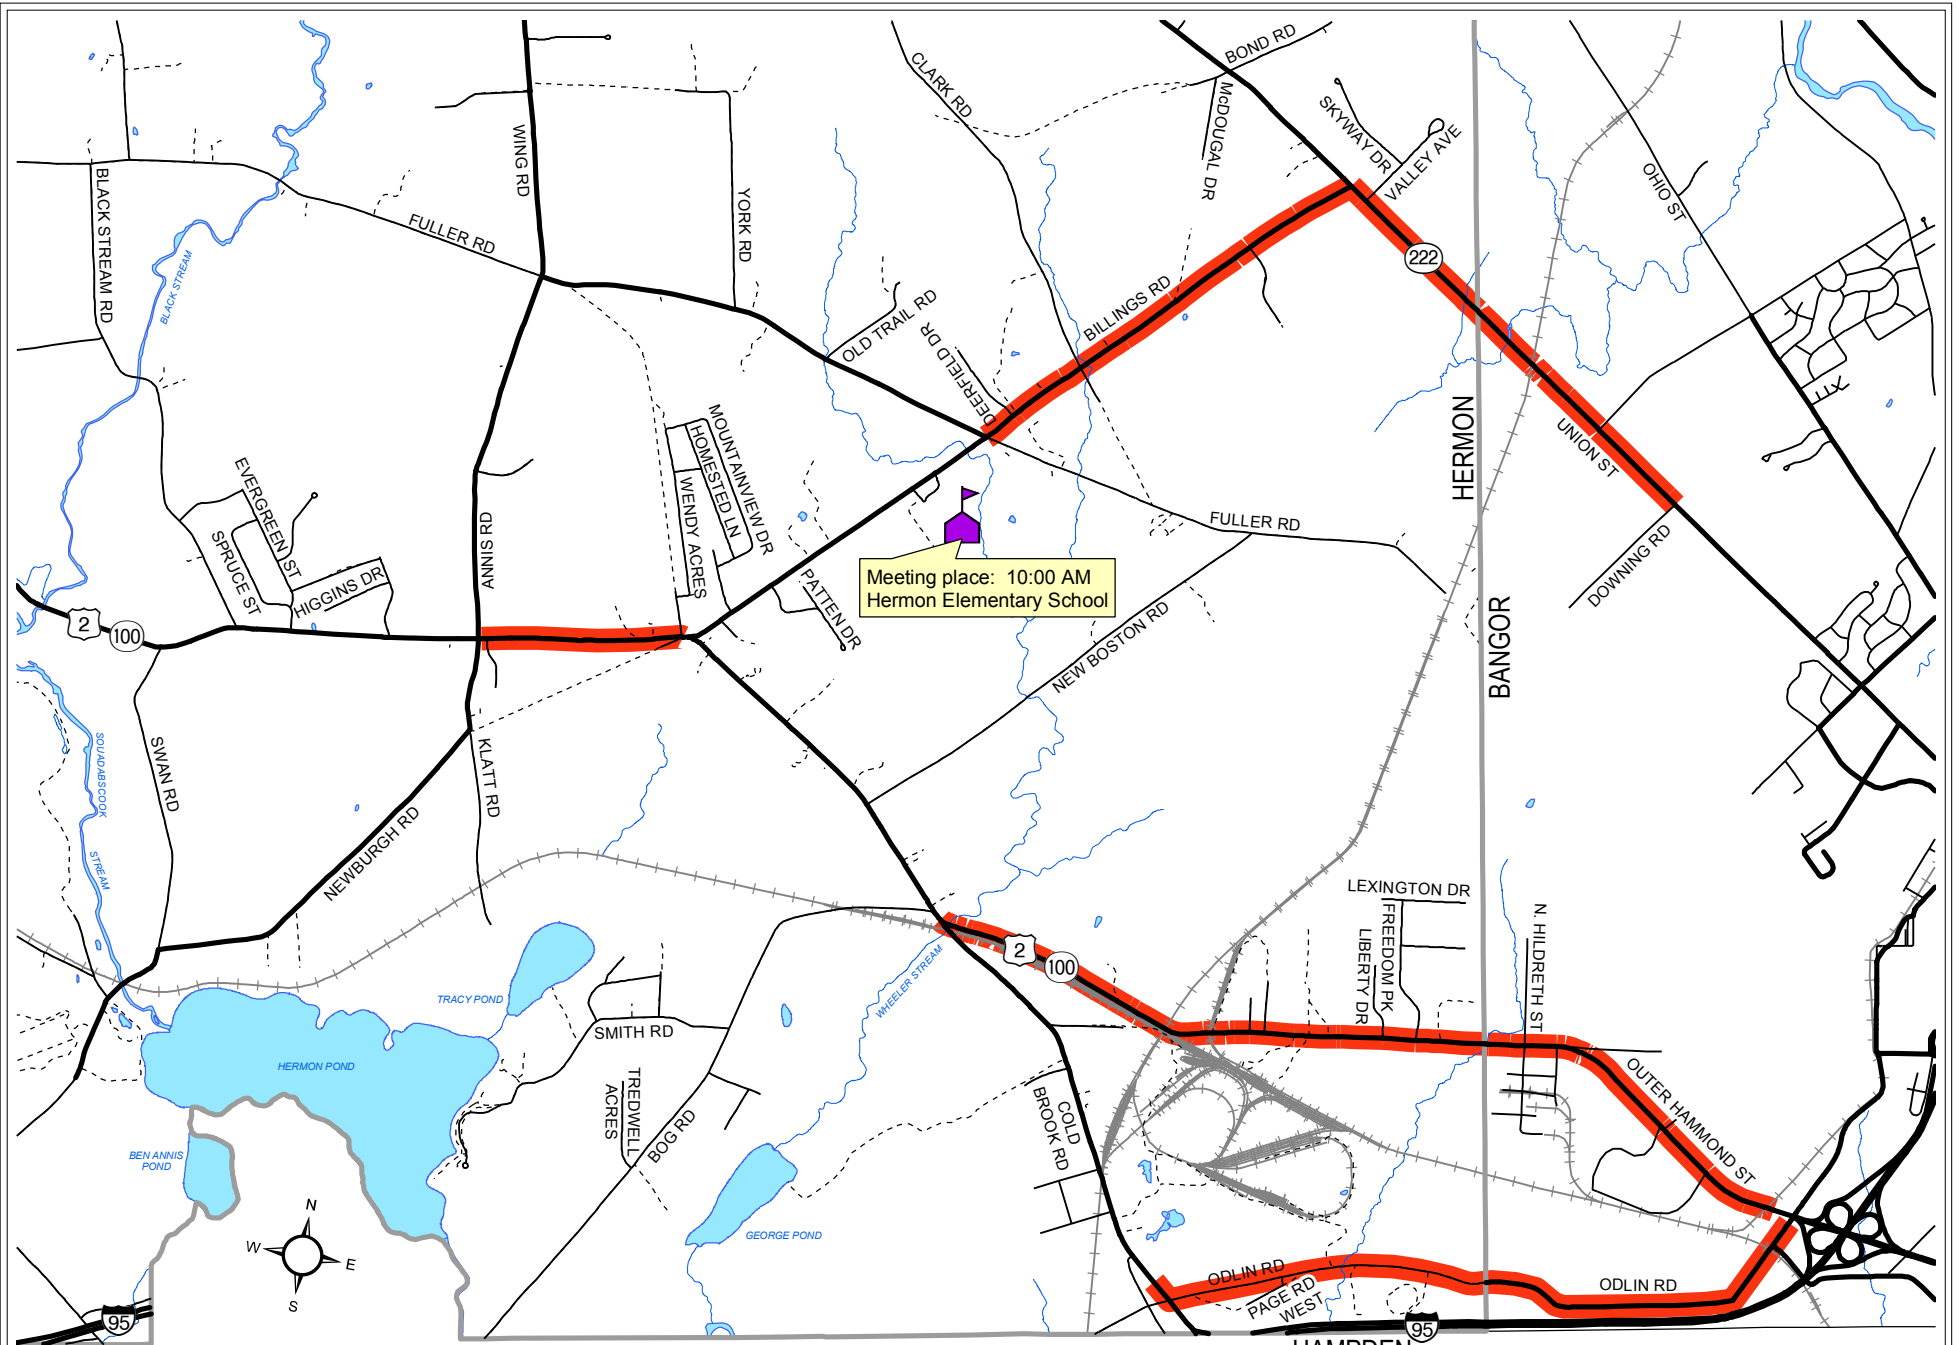 BOND RD
CLARK RD
McDOUGAL DR
SKYWAY DR
VALLEY AVE
WING RD
OHIO ST
BLACK STREAM RD
YORK RD
FULLER RD
BLACK STREAM
222
BILLINGS RD
OLD TRAIL RD
DEERFIELD DR
HERMON
UNION ST
MOUNTAINVIEW DR
HOMESTED LN
WENDY ACRES
EVERGREEN ST
SPRUCE ST
HIGGINS DR
ANNIS RD
FULLER RD
DOWNING RD
Meeting place: 10:00 AM
Hermon Elementary School
PATTEN DR
NEW BOSTON RD
BANGOR
2
100
SWAN RD
SOUADABSCOOK
STREAM
KLATT RD
NEWBURGH RD
LEXINGTON DR
FREEDOM PK
LIBERTY DR
N. HILDRETH ST
2
100
WHEELER STREAM
TRACY POND
SMITH RD
HERMON POND
TREDWELL
ACRES
BOG RD
COLD
BROOK RD
OUTER HAMMOND ST
BEN ANNIS
POND
GEORGE POND
N
W
E
S
ODLIN RD
PAGE RD
WEST
ODLIN RD
95
95
HAMPDEN